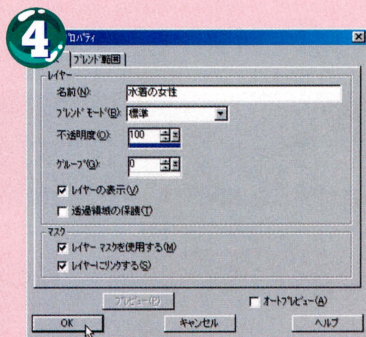 4
ロパティ
ブレンド範囲
レイヤー
名前(N):
水着の女性
ブレンド モード(B):
標準
不透明度(O):
100
グループ(G):
0
レイヤーの表示(V)
透過領域の保護(T)
マスク
レイヤー マスクを使用する(M)
レイヤーにリンクする(S)
プレビュー(P)
オートプレビュー(A)
OK
キャンセル
ヘルプ